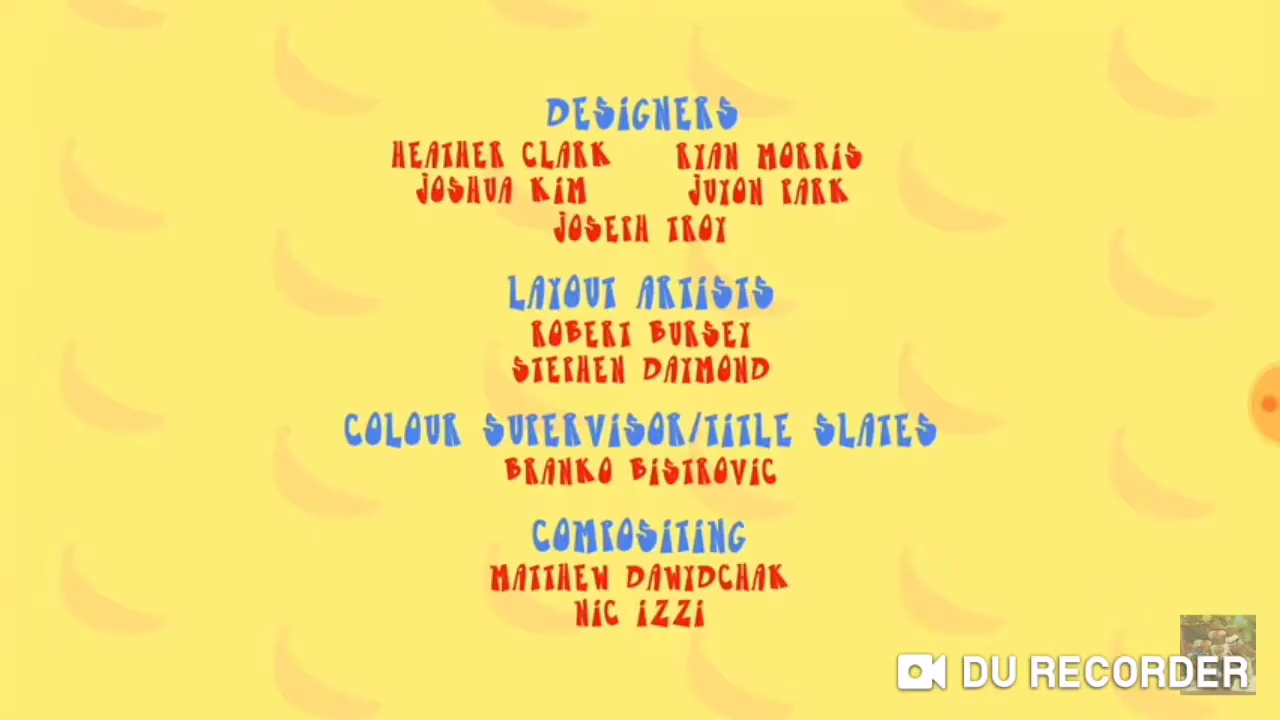 DESIGNERS
HEATHER CLARK RYAN MORRIS
JOSHUA KIM JUYON PARK
JOSEPH TROY
LAYOUT ARTISTS
ROBERT BURSEY
STEPHEN DAYMOND
COLOUR SUPERVISOR/TITLE SLATES
BRANKO BISTROVIC
COMPOSITING
MATTHEW DAWYDCHAK
NIC IZZI
DU RECORDER